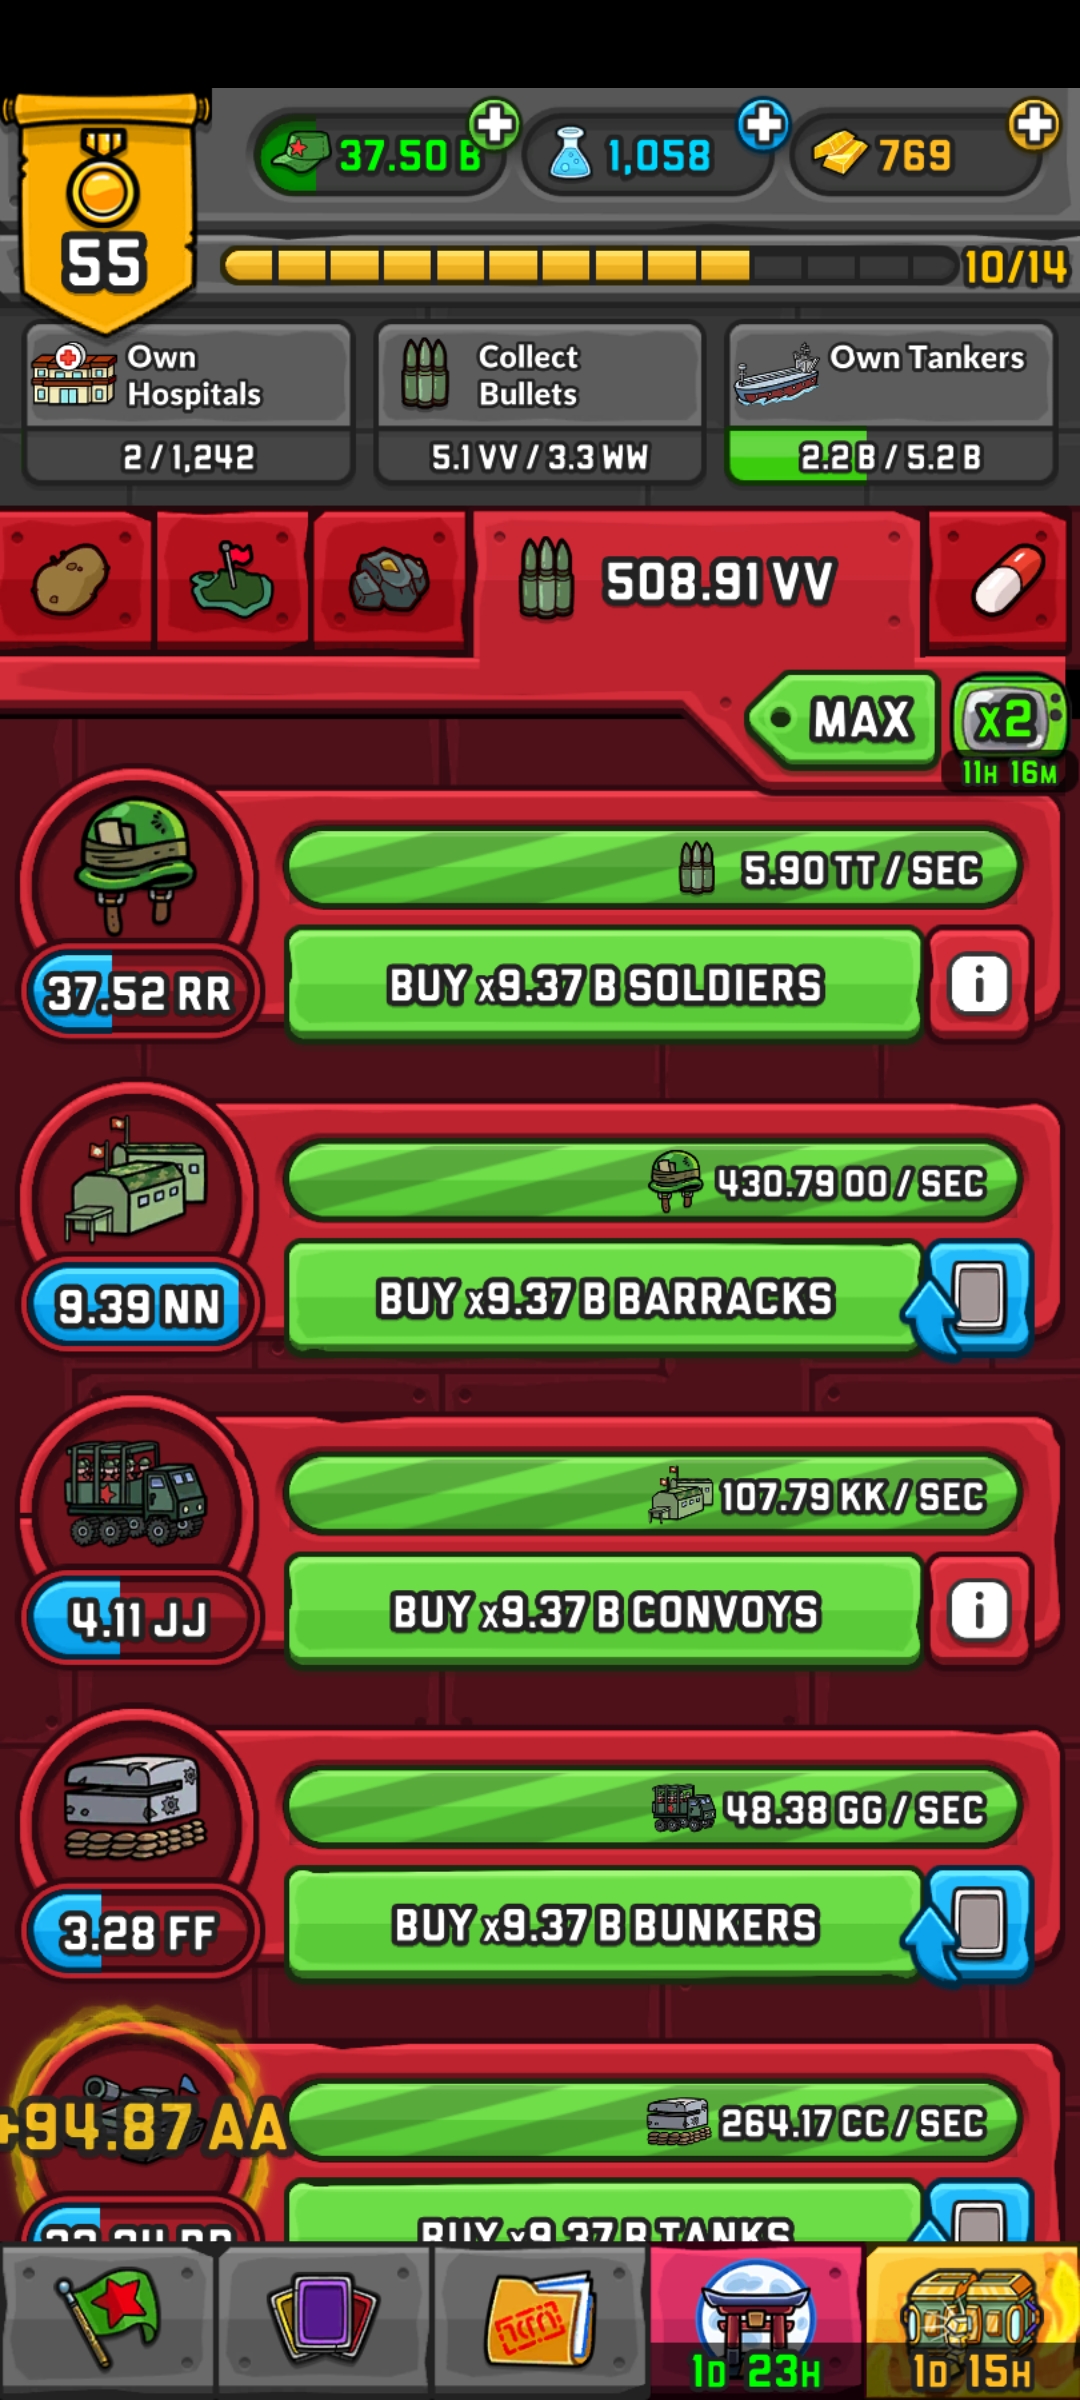 37.50 B
1,058
769
55
10/14
Own
Hospitals
2 / 1,242
Collect
Bullets
5.1 VV / 3.3 WW
Own Tankers
2.2 B / 5.2 B
508.91 VV
MAX
x2
11H 16M
5.90 TT / SEC
37.52 RR
BUY x9.37 B SOLDIERS
i
430.79 OO / SEC
9.39 NN
BUY x9.37 B BARRACKS
107.79 KK / SEC
4.11 JJ
BUY x9.37 B CONVOYS
i
48.38 GG / SEC
3.28 FF
BUY x9.37 B BUNKERS
+94.87 AA
264.17 CC / SEC
BUY x9.37 B TANKS
1D 23H
1D 15H